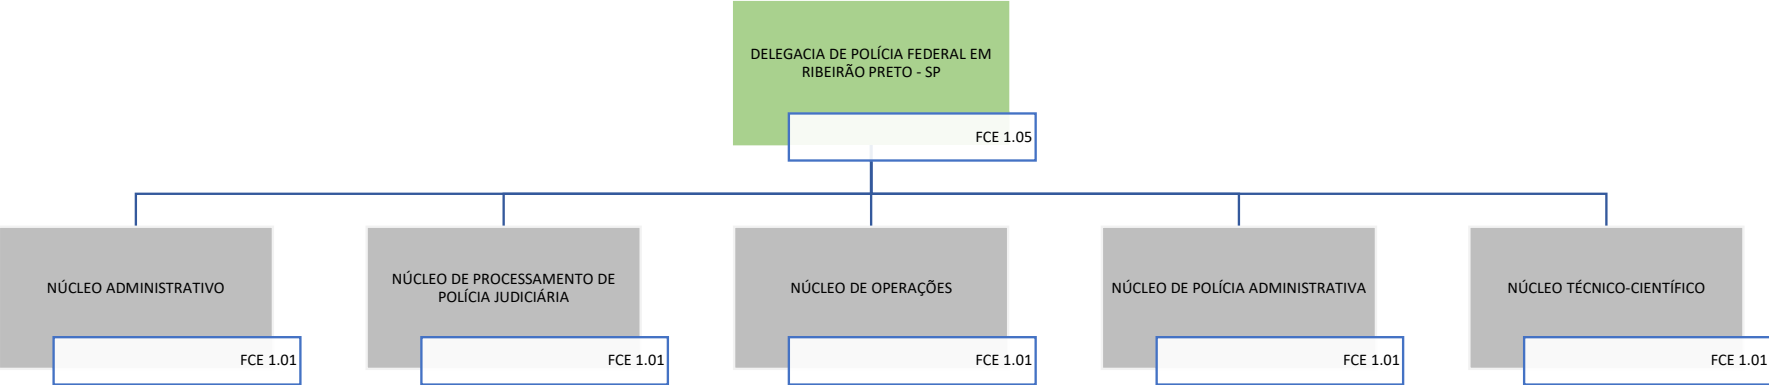 DELEGACIA DE POLÍCIA FEDERAL EM
RIBEIRÃO PRETO - SP
FCE 1.05
NÚCLEO ADMINISTRATIVO
FCE 1.01
NÚCLEO DE PROCESSAMENTO DE
POLÍCIA JUDICIÁRIA
FCE 1.01
NÚCLEO DE OPERAÇÕES
FCE 1.01
NÚCLEO DE POLÍCIA ADMINISTRATIVA
FCE 1.01
NÚCLEO TÉCNICO-CIENTÍFICO
FCE 1.01